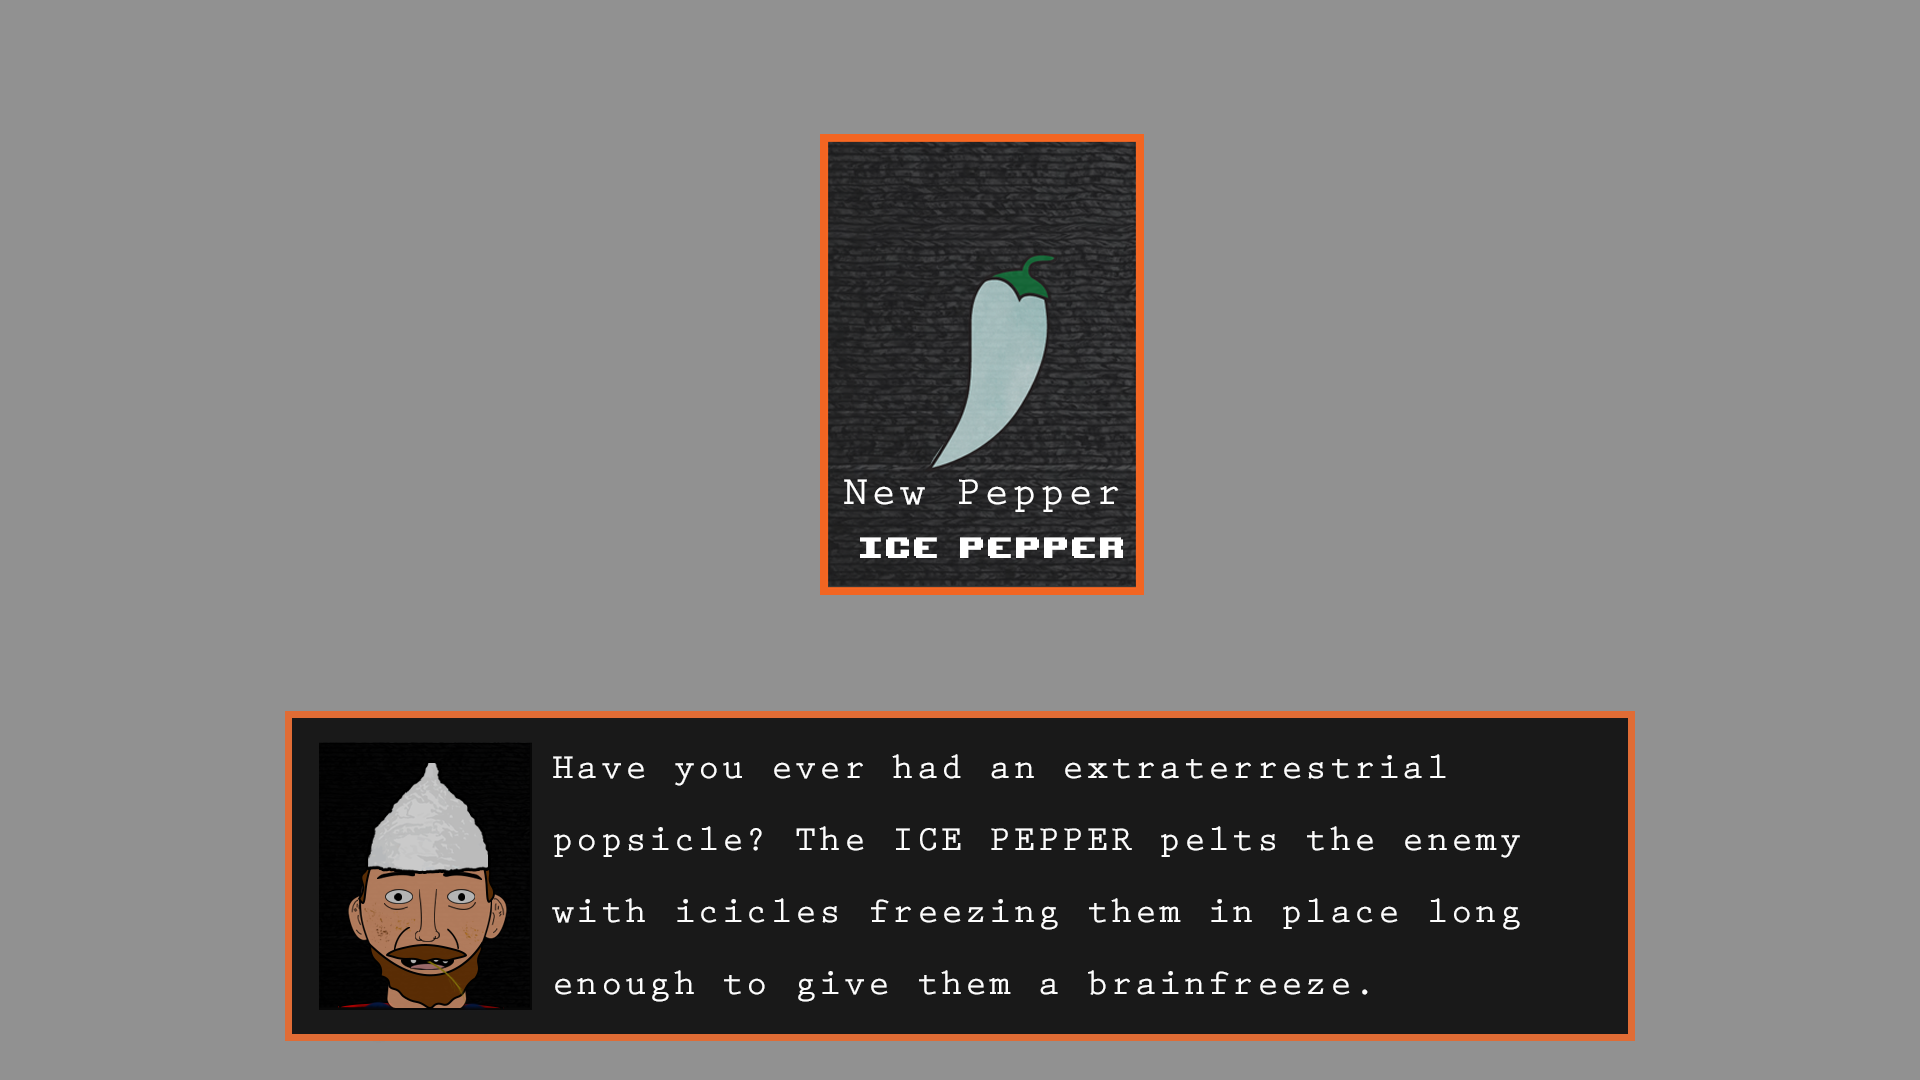 New Pepper
ICE PEPPER
Have you ever had an extraterrestrial
popsicle? The ICE PEPPER pelts the enemy
with icicles freezing them in place long
enough to give them a brainfreeze.